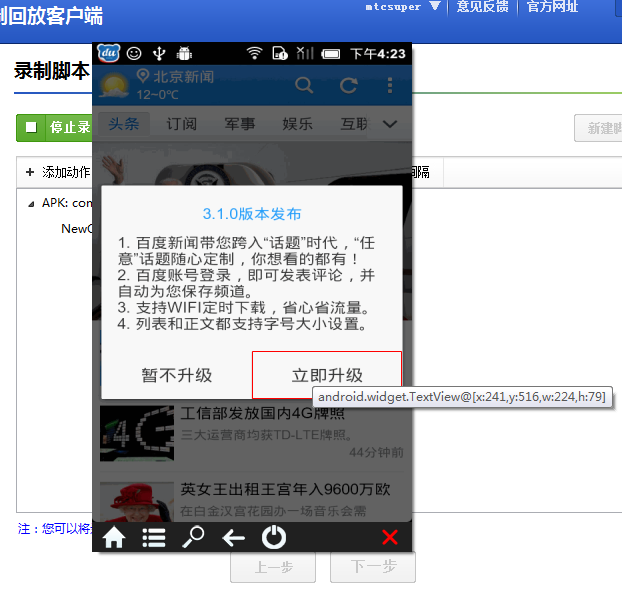 制回放客户端
mtcsuper ▼ 意见反馈 官方网址
录制脚本
停止录
新建脚
+ 添加动作
间隔
APK: com
NewC
du
下午4:23
北京新闻
12~0℃
头条 订阅 军事 娱乐 互联
3.1.0版本发布
1. 百度新闻带您跨入“话题”时代，“任
意”话题随心定制，你想看的都有！
2. 百度账号登录，即可发表评论，并
自动为您保存频道。
3. 支持WIFI定时下载，省心省流量。
4. 列表和正文都支持字号大小设置。
暂不升级 立即升级
android.widget.TextView@[x:241,y:516,w:224,h:79]
4G
工信部发放国内4G牌照
三大运营商均获TD-LTE牌照。
44分钟前
英女王出租王宫年入9600万欧
在白金汉宫花园办一场音乐会需
注：您可以将
上一步 下一步